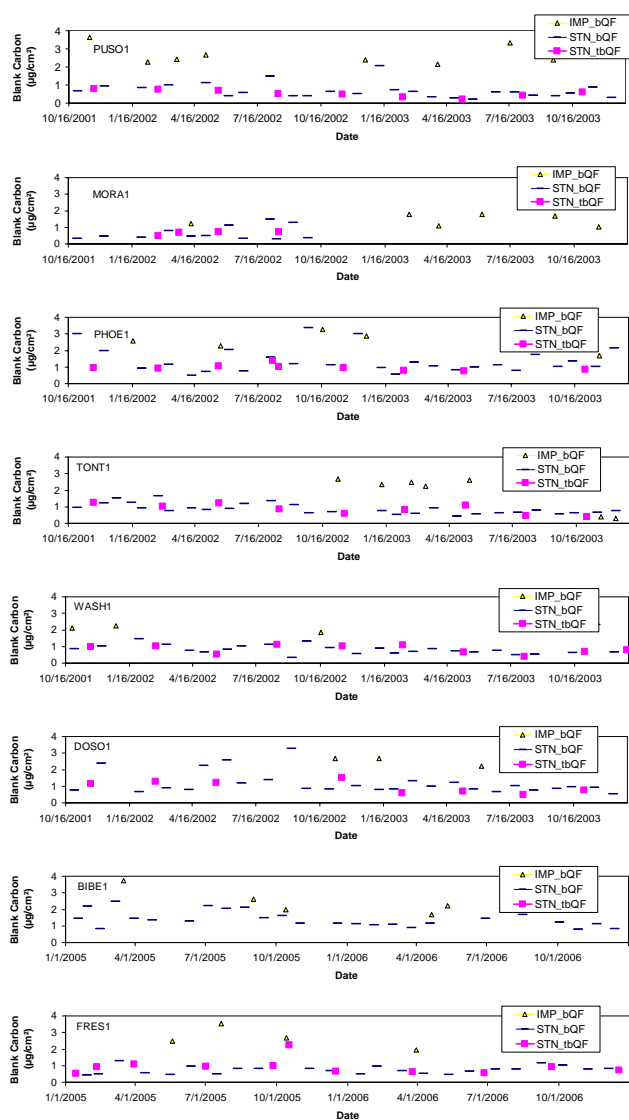 Blank Carbon
(µg/cm²)
4
3
2
1
0
PUSO1
IMP_bQF
STN_bQF
STN_tbQF
10/16/2001 1/16/2002 4/16/2002 7/16/2002 10/16/2002 1/16/2003 4/16/2003 7/16/2003 10/16/2003
Date
Blank Carbon
(µg/cm²)
4
3
2
1
0
MORA1
IMP_bQF
STN_bQF
STN_tbQF
10/16/2001 1/16/2002 4/16/2002 7/16/2002 10/16/2002 1/16/2003 4/16/2003 7/16/2003 10/16/2003
Date
Blank Carbon
(µg/cm²)
4
3
2
1
0
PHOE1
IMP_bQF
STN_bQF
STN_tbQF
10/16/2001 1/16/2002 4/16/2002 7/16/2002 10/16/2002 1/16/2003 4/16/2003 7/16/2003 10/16/2003
Date
Blank Carbon
(µg/cm²)
4
3
2
1
0
TONT1
IMP_bQF
STN_bQF
STN_tbQF
10/16/2001 1/16/2002 4/16/2002 7/16/2002 10/16/2002 1/16/2003 4/16/2003 7/16/2003 10/16/2003
Date
Blank Carbon
(µg/cm²)
4
3
2
1
0
WASH1
IMP_bQF
STN_bQF
STN_tbQF
10/16/2001 1/16/2002 4/16/2002 7/16/2002 10/16/2002 1/16/2003 4/16/2003 7/16/2003 10/16/2003
Date
Blank Carbon
(µg/cm²)
4
3
2
1
0
DOSO1
IMP_bQF
STN_bQF
STN_tbQF
10/16/2001 1/16/2002 4/16/2002 7/16/2002 10/16/2002 1/16/2003 4/16/2003 7/16/2003 10/16/2003
Date
Blank Carbon
(µg/cm²)
4
3
2
1
0
BIBE1
IMP_bQF
STN_bQF
STN_tbQF
1/1/2005 4/1/2005 7/1/2005 10/1/2005 1/1/2006 4/1/2006 7/1/2006 10/1/2006
Date
Blank Carbon
(µg/cm²)
4
3
2
1
0
FRES1
IMP_bQF
STN_bQF
STN_tbQF
1/1/2005 4/1/2005 7/1/2005 10/1/2005 1/1/2006 4/1/2006 7/1/2006 10/1/2006
Date